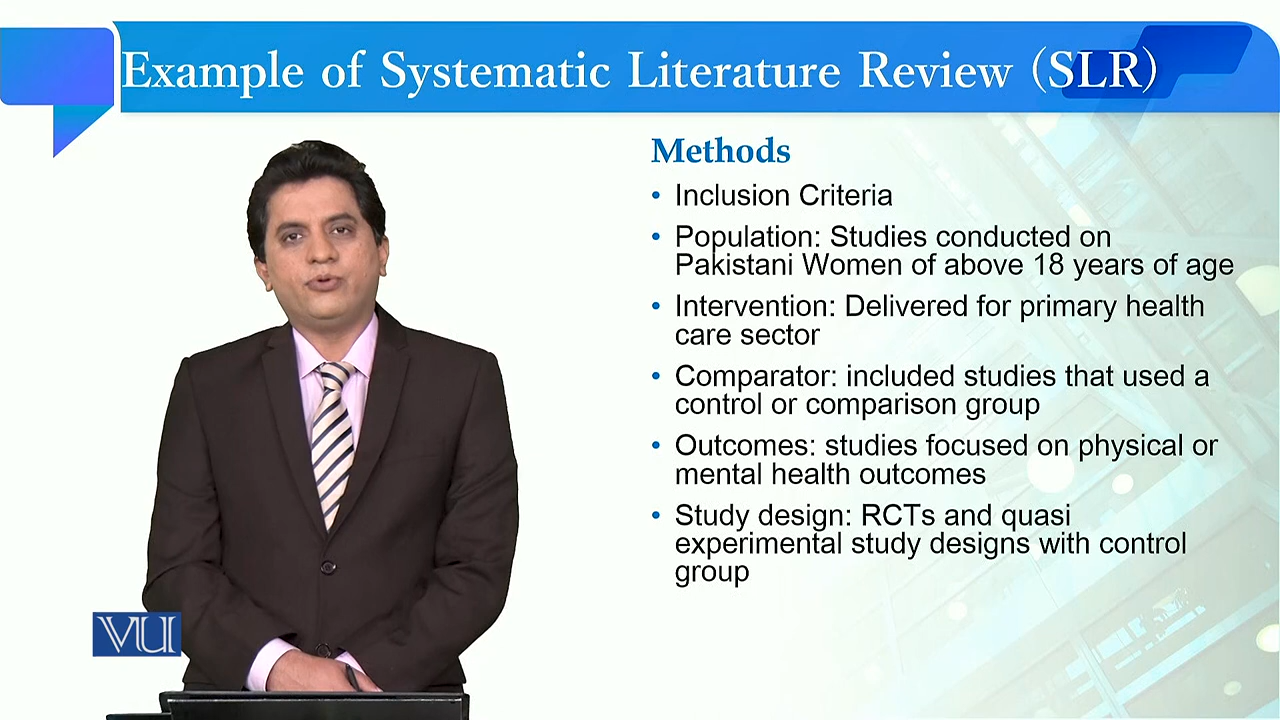 Example of Systematic Literature Review (SLR)
Methods
• Inclusion Criteria
• Population: Studies conducted on
Pakistani Women of above 18 years of age
• Intervention: Delivered for primary health
care sector
• Comparator: included studies that used a
control or comparison group
• Outcomes: studies focused on physical or
mental health outcomes
• Study design: RCTs and quasi
experimental study designs with control
group
VU